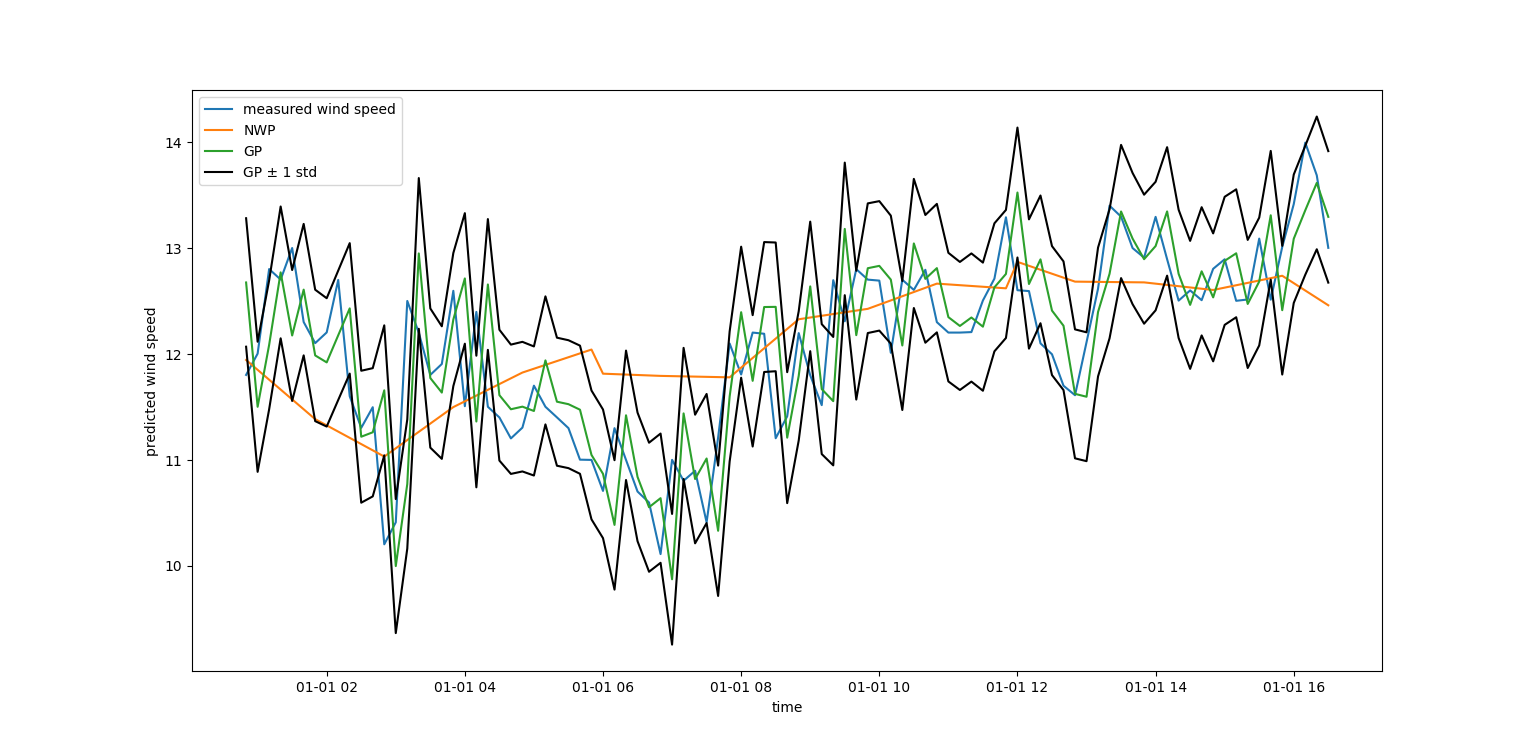 measured wind speed
NWP
GP
GP ± 1 std
predicted wind speed
14
13
12
11
10
01-01 02
01-01 04
01-01 06
01-01 08
01-01 10
01-01 12
01-01 14
01-01 16
time